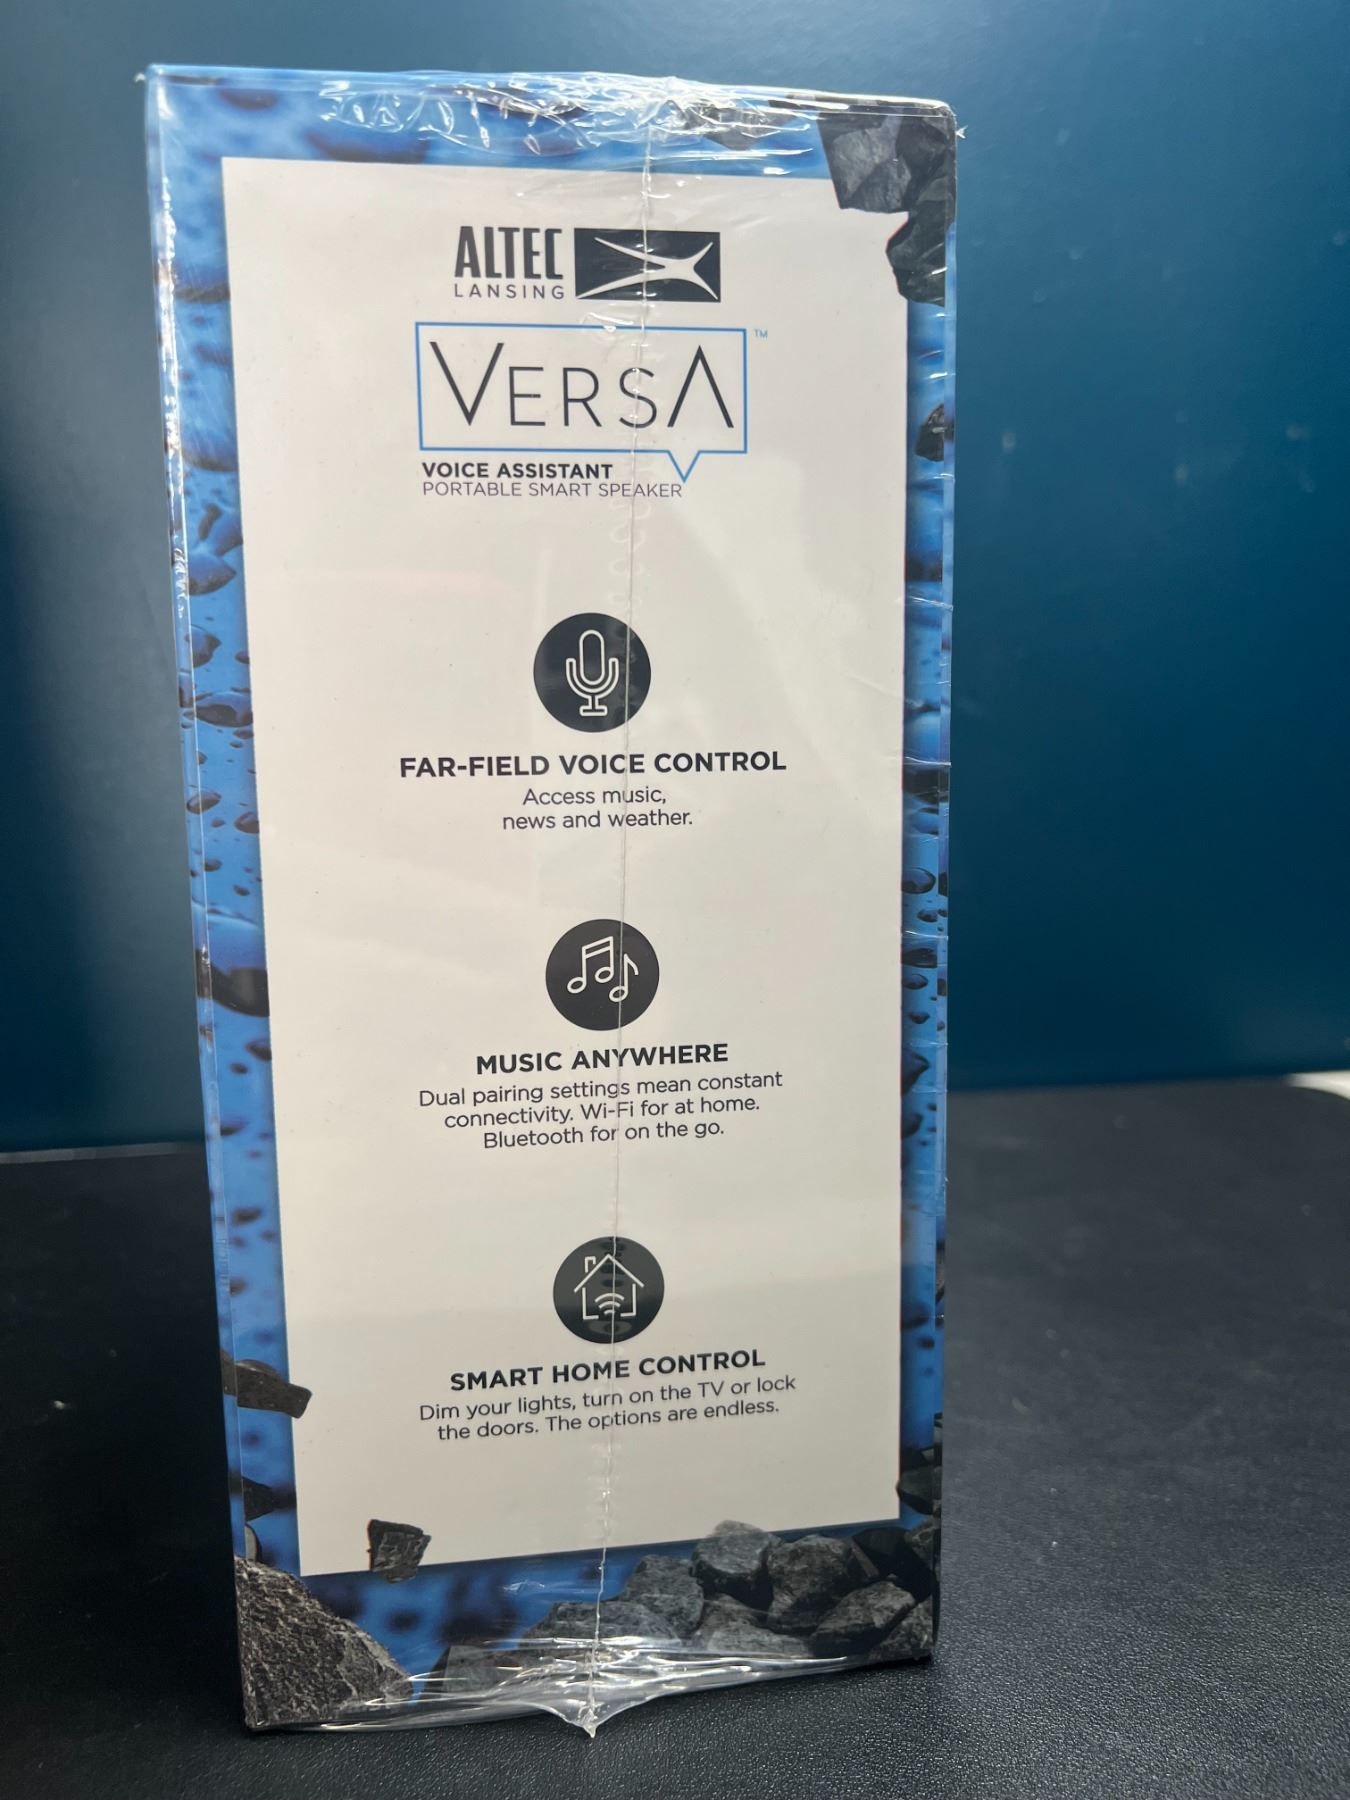 ALTEC
LANSING
VERSA™
VOICE ASSISTANT
PORTABLE SMART SPEAKER
FAR-FIELD VOICE CONTROL
Access music,
news and weather.
MUSIC ANYWHERE
Dual pairing settings mean constant
connectivity. Wi-Fi for at home.
Bluetooth for on the go.
SMART HOME CONTROL
Dim your lights, turn on the TV or lock
the doors. The options are endless.